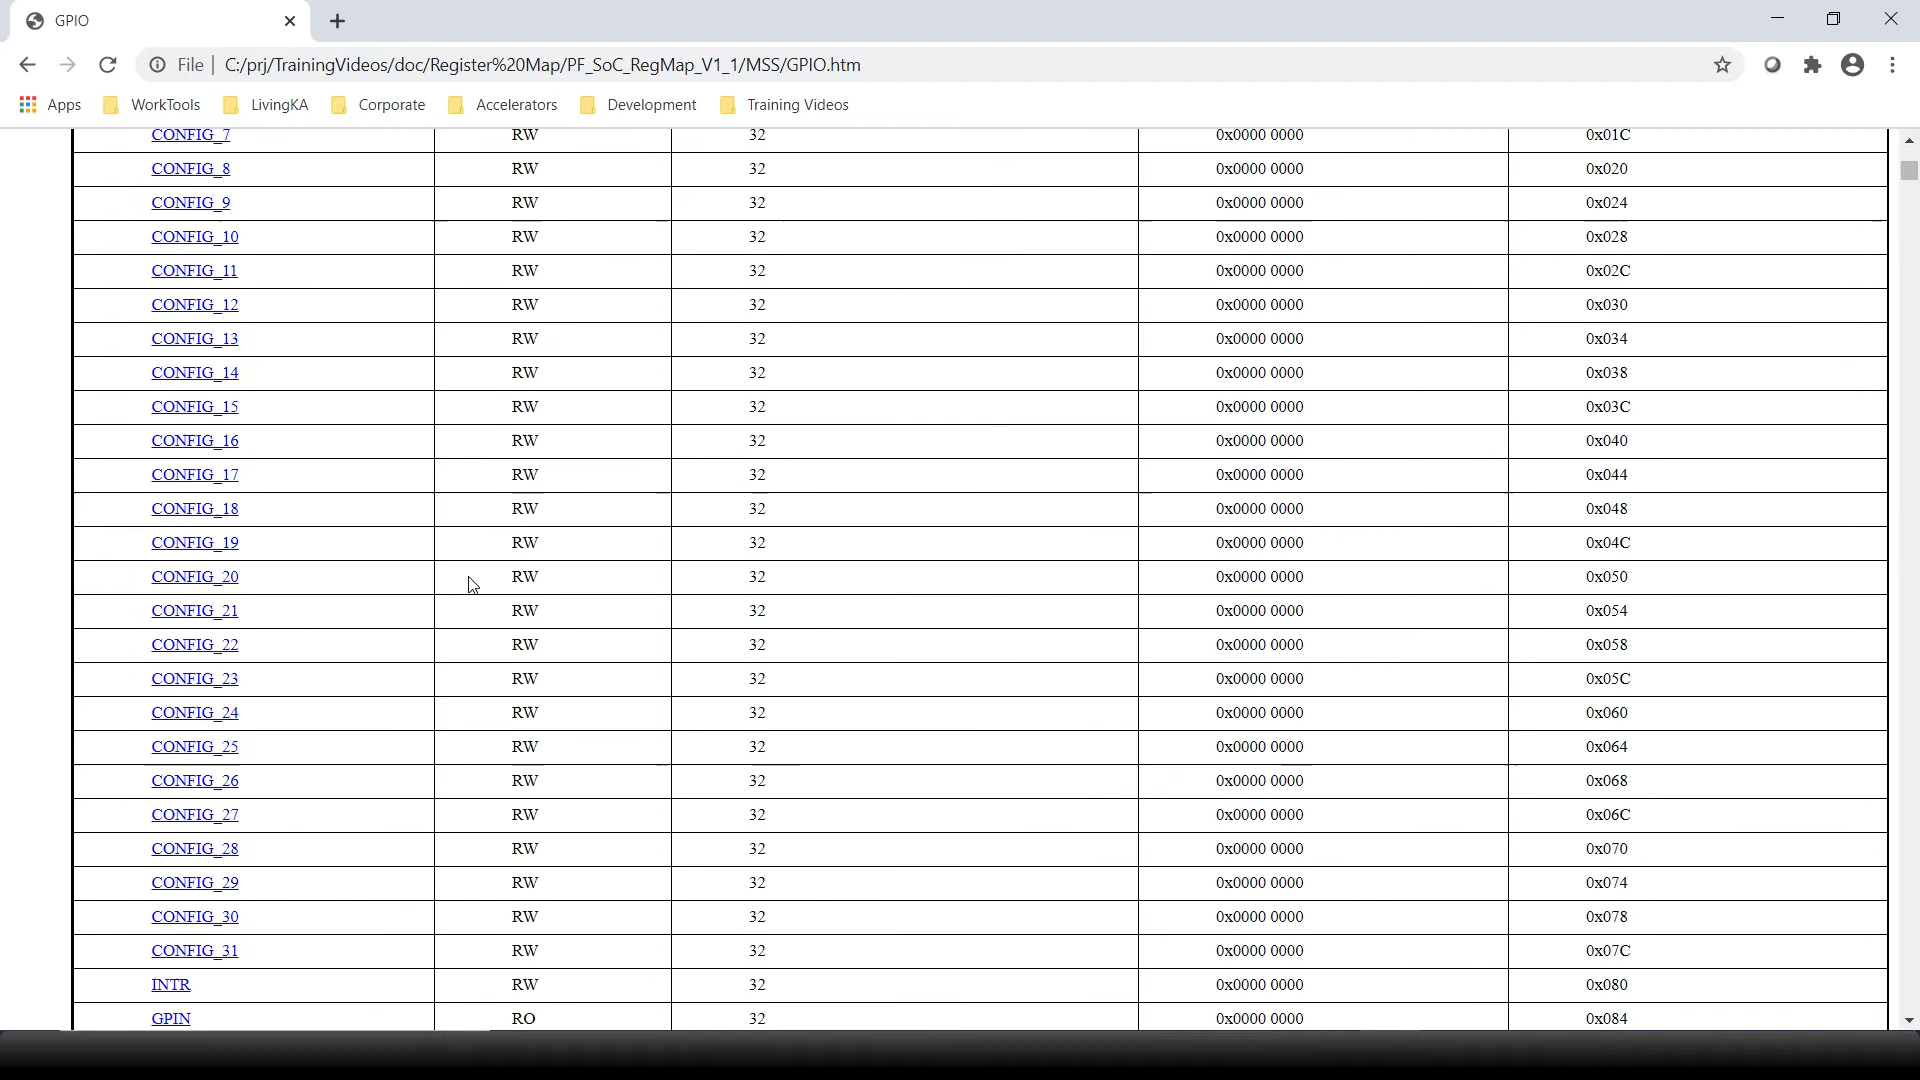 GPIO
File | C:/prj/TrainingVideos/doc/Register%20Map/PF_SoC_RegMap_V1_1/MSS/GPIO.htm
Apps WorkTools LivingKA Corporate Accelerators Development Training Videos
CONFIG_7 RW 32 0x0000 0000 0x01C
CONFIG_8 RW 32 0x0000 0000 0x020
CONFIG_9 RW 32 0x0000 0000 0x024
CONFIG_10 RW 32 0x0000 0000 0x028
CONFIG_11 RW 32 0x0000 0000 0x02C
CONFIG_12 RW 32 0x0000 0000 0x030
CONFIG_13 RW 32 0x0000 0000 0x034
CONFIG_14 RW 32 0x0000 0000 0x038
CONFIG_15 RW 32 0x0000 0000 0x03C
CONFIG_16 RW 32 0x0000 0000 0x040
CONFIG_17 RW 32 0x0000 0000 0x044
CONFIG_18 RW 32 0x0000 0000 0x048
CONFIG_19 RW 32 0x0000 0000 0x04C
CONFIG_20 RW 32 0x0000 0000 0x050
CONFIG_21 RW 32 0x0000 0000 0x054
CONFIG_22 RW 32 0x0000 0000 0x058
CONFIG_23 RW 32 0x0000 0000 0x05C
CONFIG_24 RW 32 0x0000 0000 0x060
CONFIG_25 RW 32 0x0000 0000 0x064
CONFIG_26 RW 32 0x0000 0000 0x068
CONFIG_27 RW 32 0x0000 0000 0x06C
CONFIG_28 RW 32 0x0000 0000 0x070
CONFIG_29 RW 32 0x0000 0000 0x074
CONFIG_30 RW 32 0x0000 0000 0x078
CONFIG_31 RW 32 0x0000 0000 0x07C
INTR RW 32 0x0000 0000 0x080
GPIN RO 32 0x0000 0000 0x084